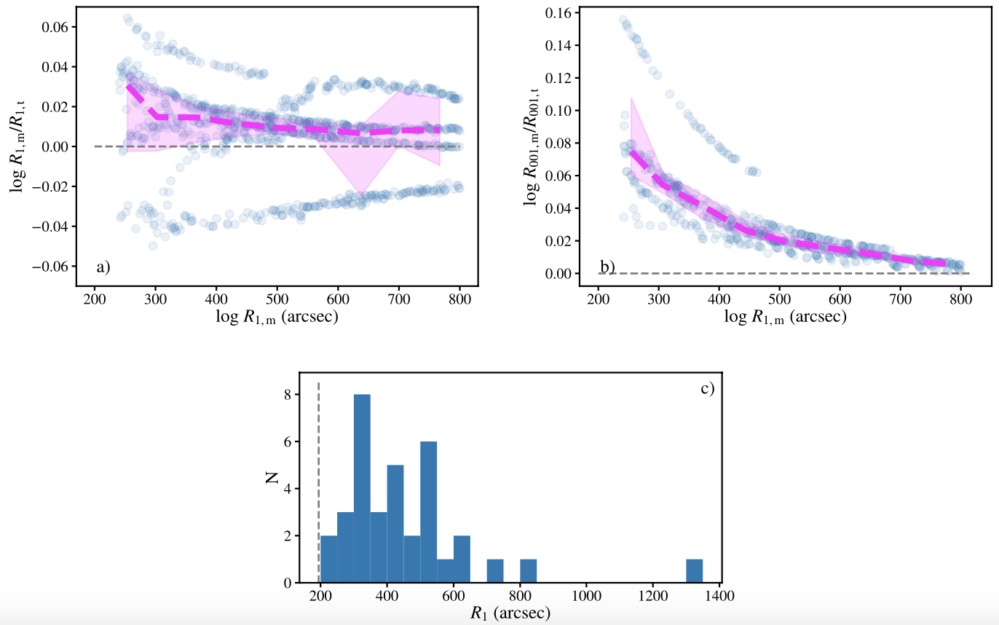 0.06
0.04
0.02
0.00
−0.02
−0.04
−0.06
log R1,m/R1,t
a)
200 300 400 500 600 700 800
log R1,m (arcsec)
0.16
0.14
0.12
0.10
0.08
0.06
0.04
0.02
0.00
log R001,m/R001,t
b)
200 300 400 500 600 700 800
log R1,m (arcsec)
c)
8
6
4
2
0
N
200 400 600 800 1000 1200 1400
R1 (arcsec)